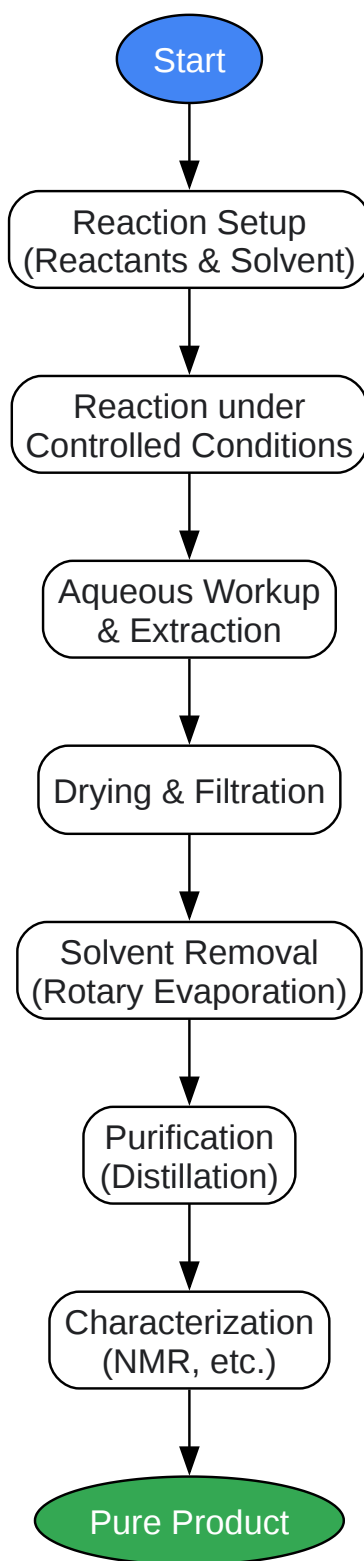 Start
Reaction Setup
(Reactants & Solvent)
Reaction under
Controlled Conditions
Aqueous Workup
& Extraction
Drying & Filtration
Solvent Removal
(Rotary Evaporation)
Purification
(Distillation)
Characterization
(NMR, etc.)
Pure Product